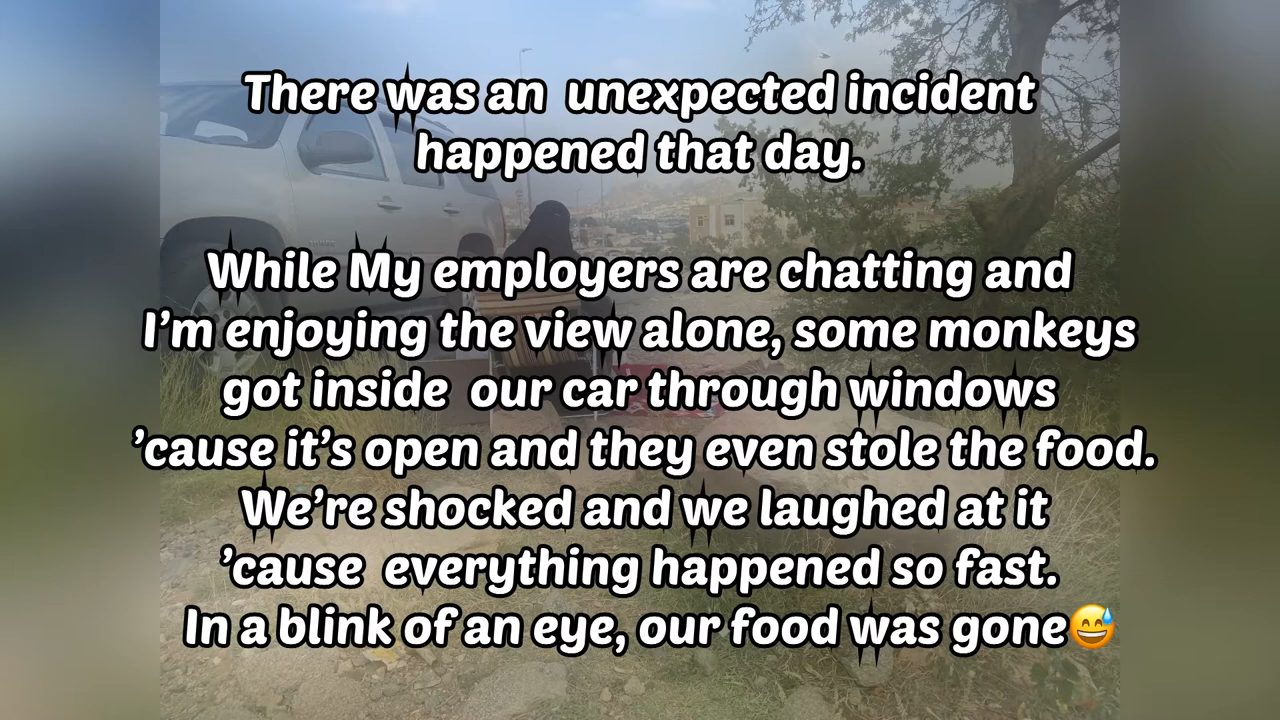 There was an unexpected incident
happened that day.
While My employers are chatting and
I'm enjoying the view alone, some monkeys
got inside our car through windows
'cause it's open and they even stole the food.
We're shocked and we laughed at it
'cause everything happened so fast.
In a blink of an eye, our food was gone😅